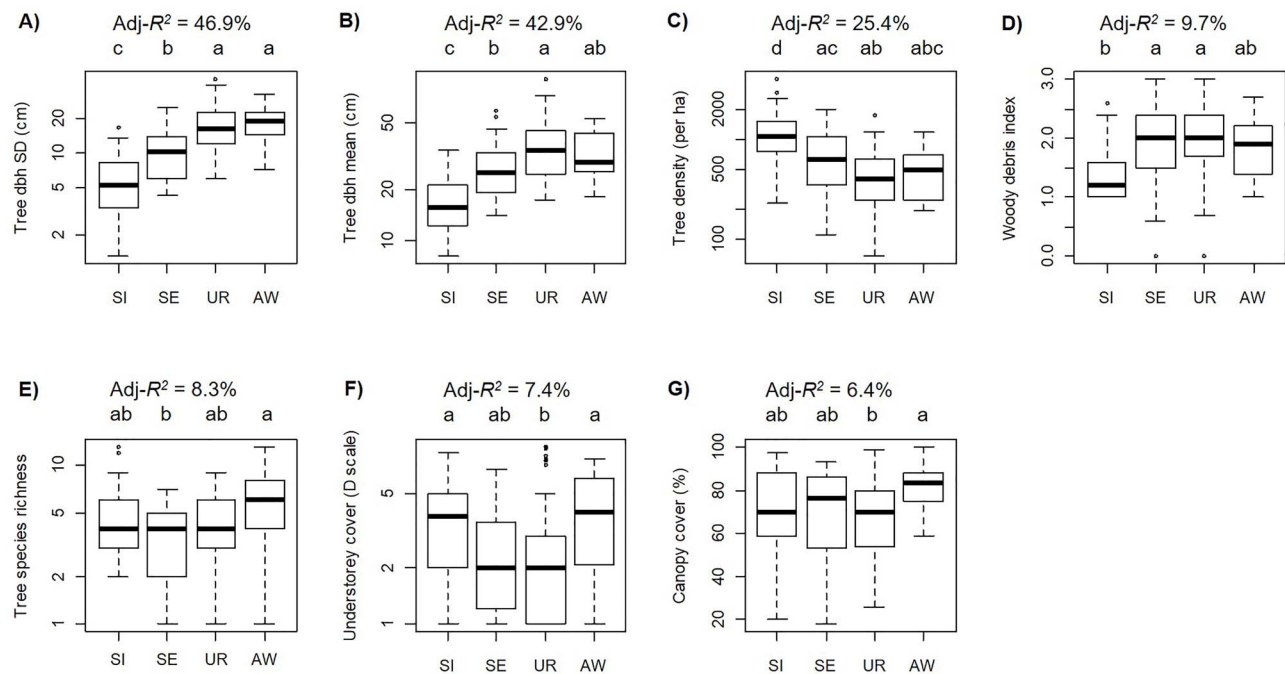 A) Adj-R² = 46.9%
c b a a
Tree dbh SD (cm)
20
10
5
2
SI SE UR AW
B) Adj-R² = 42.9%
c b a ab
Tree dbh mean (cm)
50
20
10
SI SE UR AW
C) Adj-R² = 25.4%
d ac ab abc
Tree density (per ha)
2000
500
100
SI SE UR AW
D) Adj-R² = 9.7%
b a a ab
Woody debris index
3.0
2.0
1.0
0.0
SI SE UR AW
E) Adj-R² = 8.3%
ab b ab a
Tree species richness
10
5
2
1
SI SE UR AW
F) Adj-R² = 7.4%
a ab b a
Understorey cover (D scale)
5
2
1
SI SE UR AW
G) Adj-R² = 6.4%
ab ab b a
Canopy cover (%)
100
80
60
40
20
SI SE UR AW